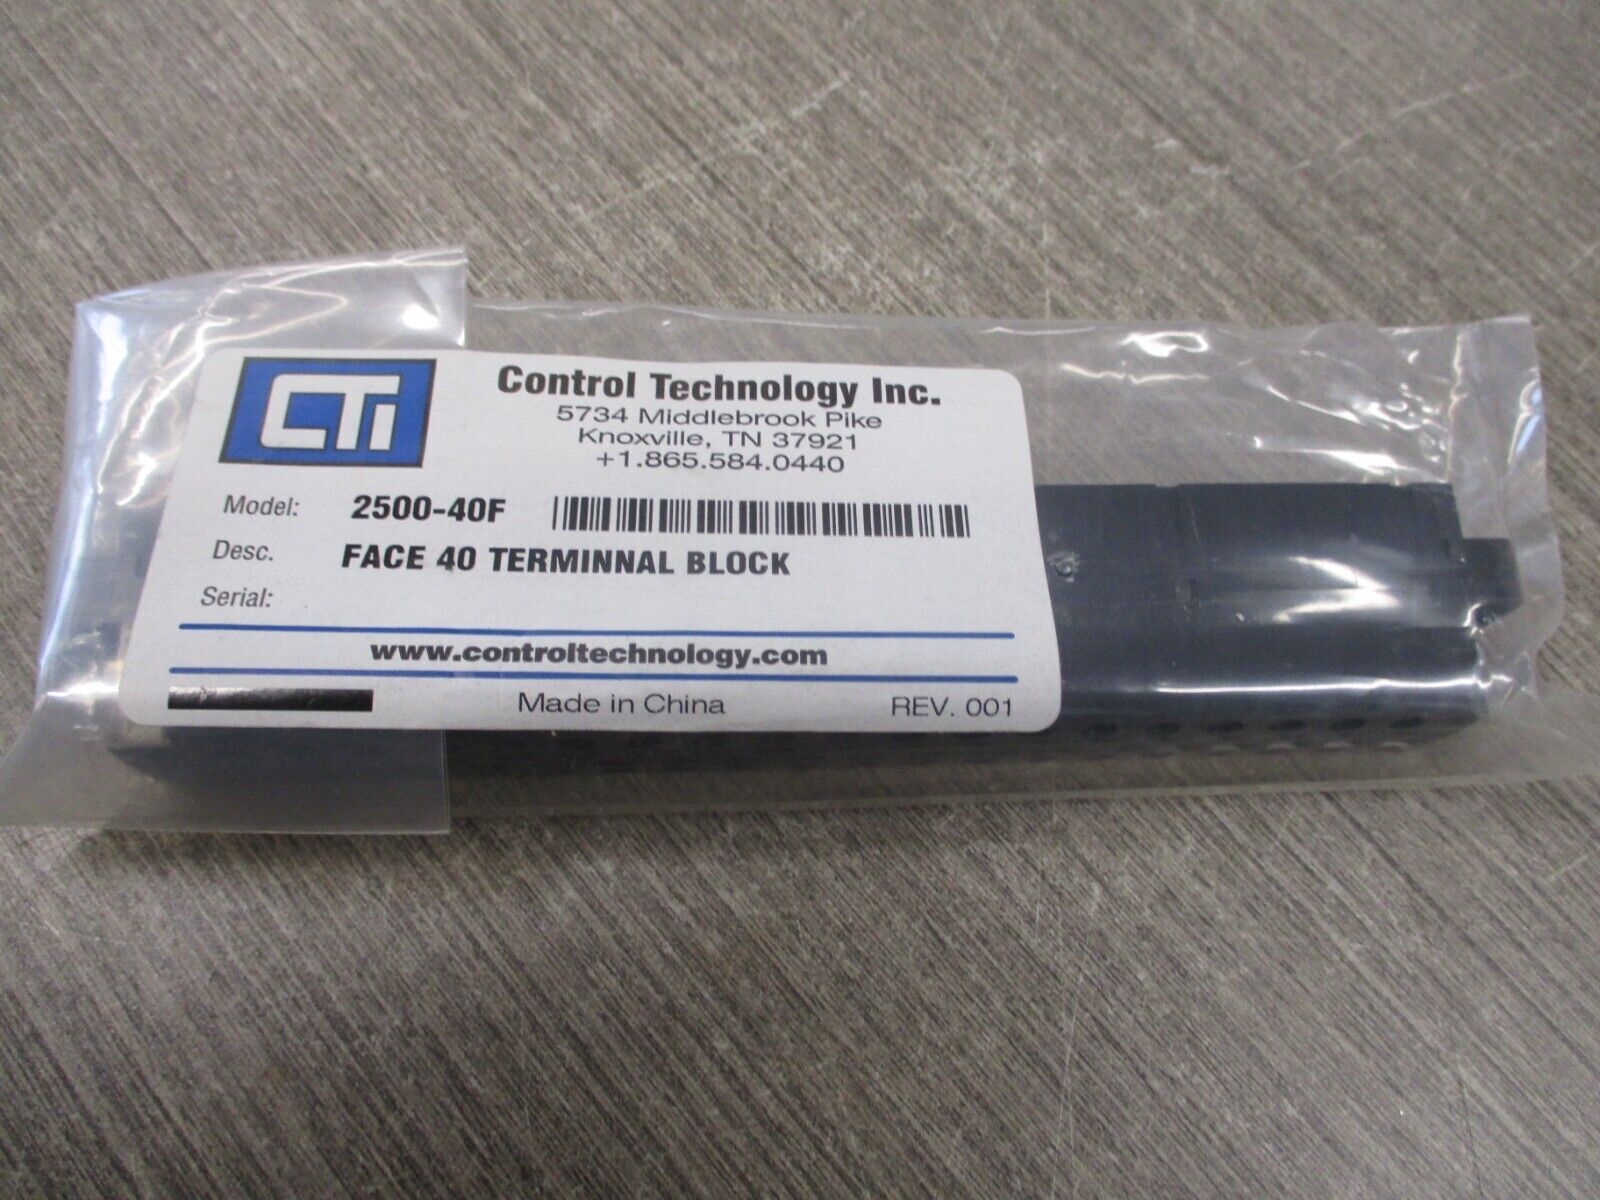 CTi
Control Technology Inc.
5734 Middlebrook Pike
Knoxville, TN 37921
+1.865.584.0440
Model: 2500-40F
Desc. FACE 40 TERMINNAL BLOCK
Serial:
www.controltechnology.com
Made in China REV. 001